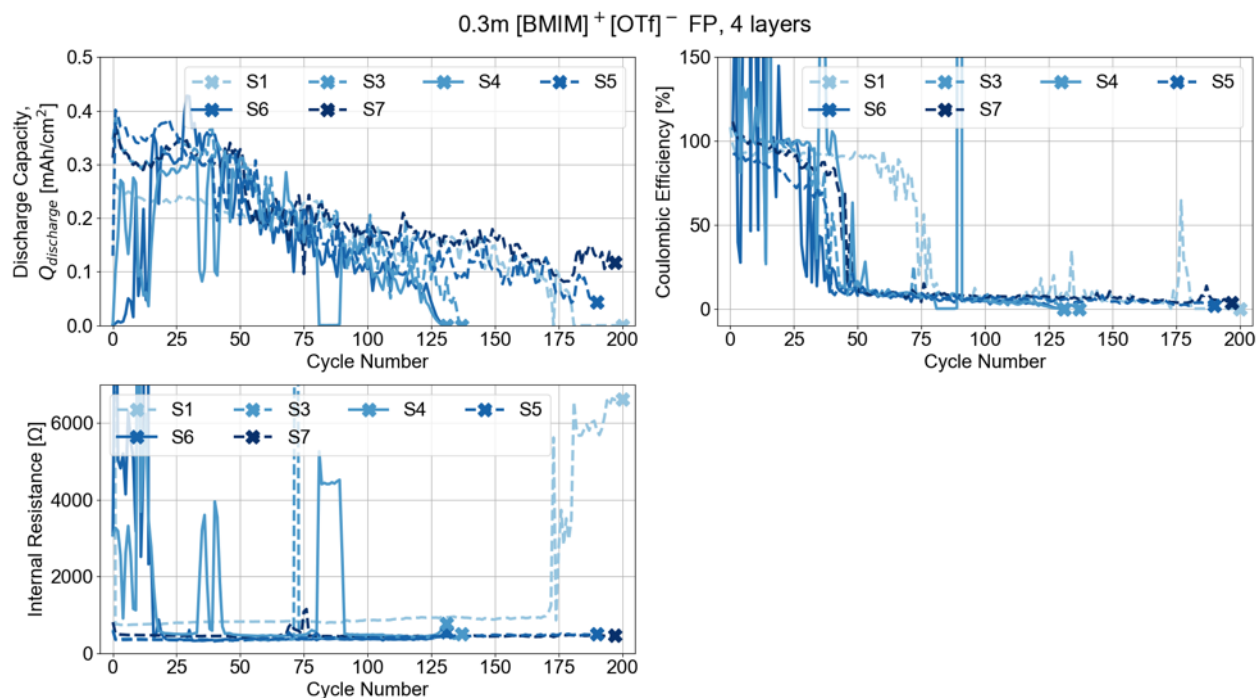 0.3m [BMIM]⁺[OTf]⁻ FP, 4 layers
Discharge Capacity,
Q_discharge [mAh/cm²]
0.5
0.4
0.3
0.2
0.1
0.0
S1 S3 S4 S5
S6 S7
0 25 50 75 100 125 150 175 200
Cycle Number
Coulombic Efficiency [%]
150
100
50
0
S1 S3 S4 S5
S6 S7
0 25 50 75 100 125 150 175 200
Cycle Number
Internal Resistance [Ω]
6000
4000
2000
0
S1 S3 S4 S5
S6 S7
0 25 50 75 100 125 150 175 200
Cycle Number